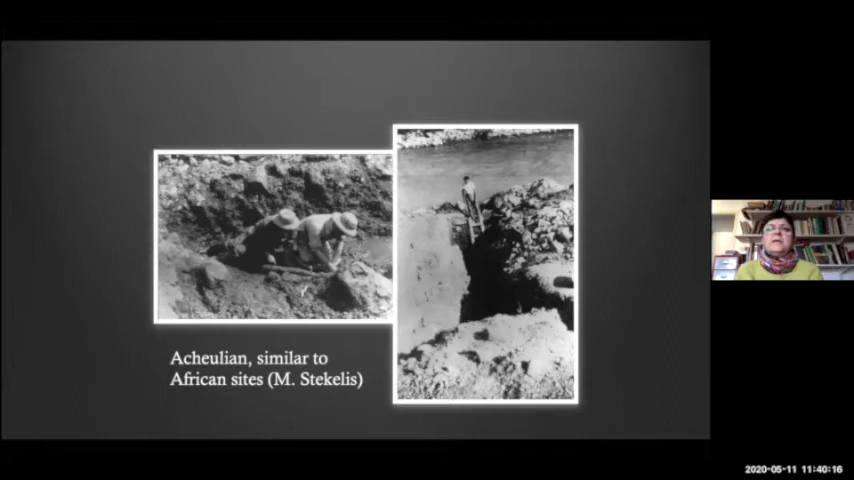 Acheulian, similar to
African sites (M. Stekelis)
2020-05-11 11:40:16